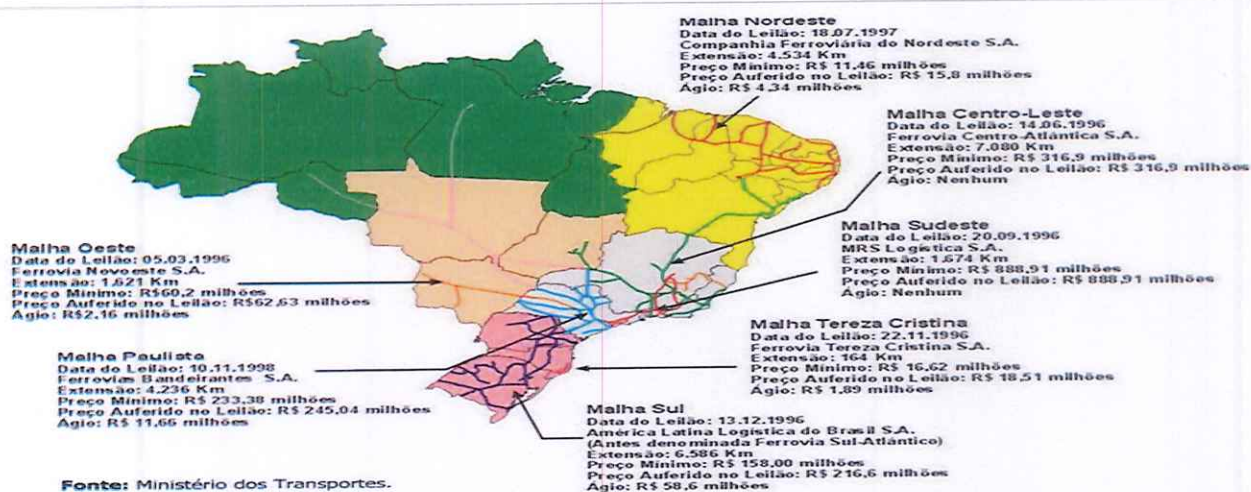 Malha Nordeste
Data do Leilão: 18.07.1997
Companhia Ferroviária do Nordeste S.A.
Extensão: 4.534 Km
Preço Mínimo: R$ 11,46 milhões
Preço Auferido no Leilão: R$ 15,8 milhões
Ágio: R$ 4,34 milhões
Malha Centro-Leste
Data do Leilão: 14.06.1996
Ferrovia Centro-Atlântica S.A.
Extensão: 7.080 Km
Preço Mínimo: R$ 316,9 milhões
Preço Auferido no Leilão: R$ 316,9 milhões
Ágio: Nenhum
Malha Sudeste
Data do Leilão: 20.09.1996
MRS Logística S.A.
Extensão: 1.674 Km
Preço Mínimo: R$ 888,91 milhões
Preço Auferido no Leilão: R$ 888,91 milhões
Ágio: Nenhum
Malha Oeste
Data do Leilão: 05.03.1996
Ferrovia Novoeste S.A.
Extensão: 1.621 Km
Preço Mínimo: R$60,2 milhões
Preço Auferido no Leilão: R$62,63 milhões
Ágio: R$2,16 milhões
Malha Tereza Cristina
Data do Leilão: 22.11.1996
Ferrovia Tereza Cristina S.A.
Extensão: 164 Km
Preço Mínimo: R$ 16,62 milhões
Preço Auferido no Leilão: R$ 18,51 milhões
Ágio: R$ 1,89 milhões
Malha Paulista
Data do Leilão: 10.11.1998
Ferrovias Bandeirantes S.A.
Extensão: 4.236 Km
Preço Mínimo: R$ 233,38 milhões
Preço Auferido no Leilão: R$ 245,04 milhões
Ágio: R$ 11,66 milhões
Malha Sul
Data do Leilão: 13.12.1996
América Latina Logística do Brasil S.A.
(Antes denominada Ferrovia Sul-Atlântico)
Extensão: 6.586 Km
Preço Mínimo: R$ 158,00 milhões
Preço Auferido no Leilão: R$ 216,6 milhões
Ágio: R$ 58,6 milhões
Fonte: Ministério dos Transportes.